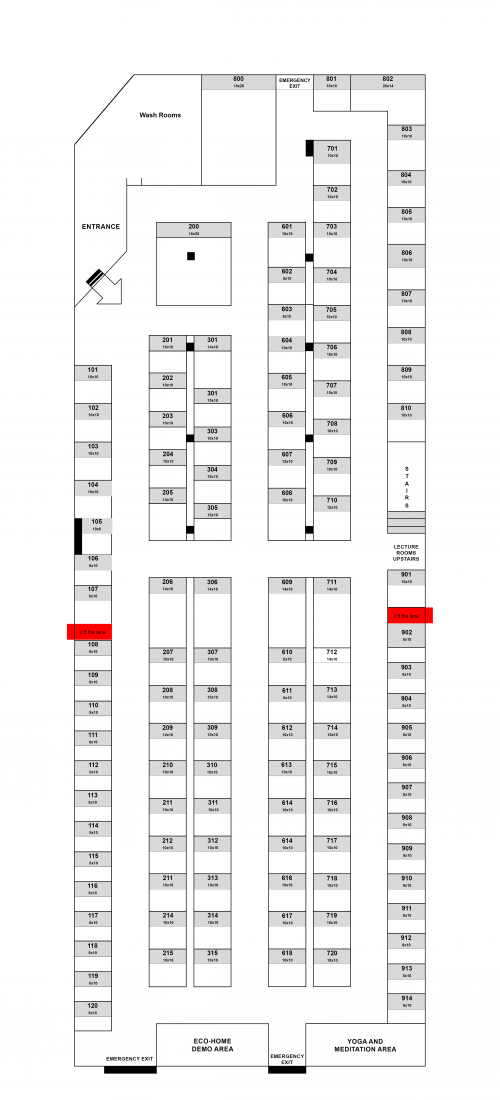 800
EMERGENCY
EXIT
801
10x10
802
20x14
Wash Rooms
ENTRANCE
200
101
10x10
102
10x10
103
10x10
104
10x10
105
106
8x10
107
8x10
108
8x10
109
8x10
110
8x10
111
8x10
112
8x10
113
8x10
114
8x10
115
8x10
116
8x10
117
8x10
118
8x10
119
8x10
120
8x10
201
10x10
202
10x10
203
10x10
204
10x10
205
14x10
206
14x10
207
10x10
208
10x10
209
14x10
210
10x10
211
10x10
212
10x10
211
10x10
214
10x10
215
10x10
301
14x10
301
10x10
303
10x10
304
10x10
305
10x10
306
14x10
307
10x10
308
10x10
309
10x10
310
10x10
311
10x10
312
10x10
313
10x10
314
10x10
315
10x10
601
10x10
602
8x10
603
8x10
604
10x10
605
10x10
606
10x10
607
12x10
608
10x10
609
14x10
610
8x10
611
8x10
612
10x10
613
10x10
614
10x10
614
10x10
616
10x10
617
10x10
618
10x10
701
10x10
702
10x10
703
10x10
704
10x10
705
10x10
706
10x10
707
10x10
708
10x10
709
10x10
710
12x10
711
14x10
712
14x10
713
14x10
714
10x10
715
10x10
716
10x10
717
10x10
718
10x10
719
10x10
720
10x10
803
10x10
804
10x10
805
10x10
806
10x10
807
10x10
808
10x10
809
10x10
810
10x10
STAIRS
LECTURE
ROOMS
UPSTAIRS
901
10x10
902
8x10
903
8x10
904
8x10
905
8x10
906
8x10
907
8x10
908
8x10
909
8x10
910
8x10
911
8x10
912
8x10
913
8x10
914
8x10
EMERGENCY EXIT
ECO-HOME
DEMO AREA
EMERGENCY
EXIT
YOGA AND
MEDITATION AREA